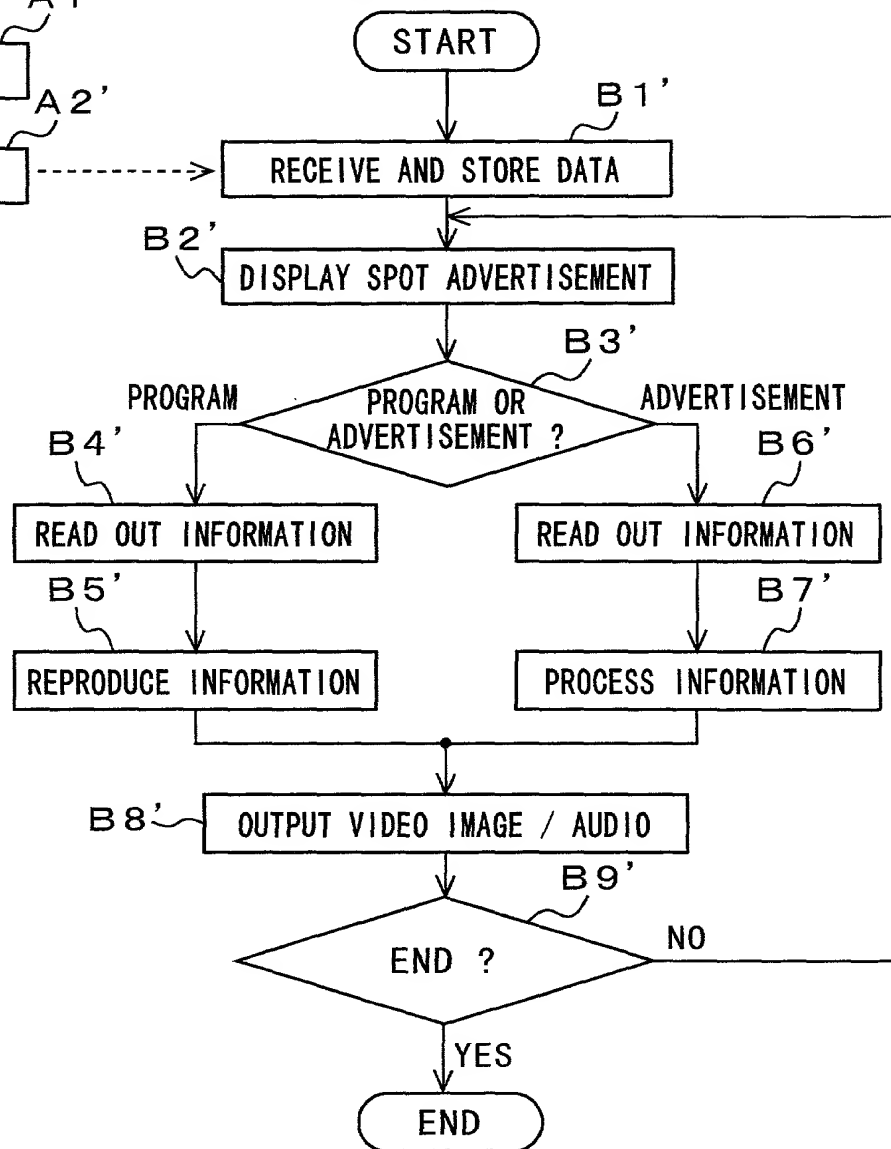 START
A2'
B1'
RECEIVE AND STORE DATA
B2'
DISPLAY SPOT ADVERTISEMENT
B3'
PROGRAM
PROGRAM OR
ADVERTISEMENT ?
ADVERTISEMENT
B4'
B6'
READ OUT INFORMATION
READ OUT INFORMATION
B5'
B7'
REPRODUCE INFORMATION
PROCESS INFORMATION
B8'
OUTPUT VIDEO IMAGE / AUDIO
B9'
END ?
NO
YES
END